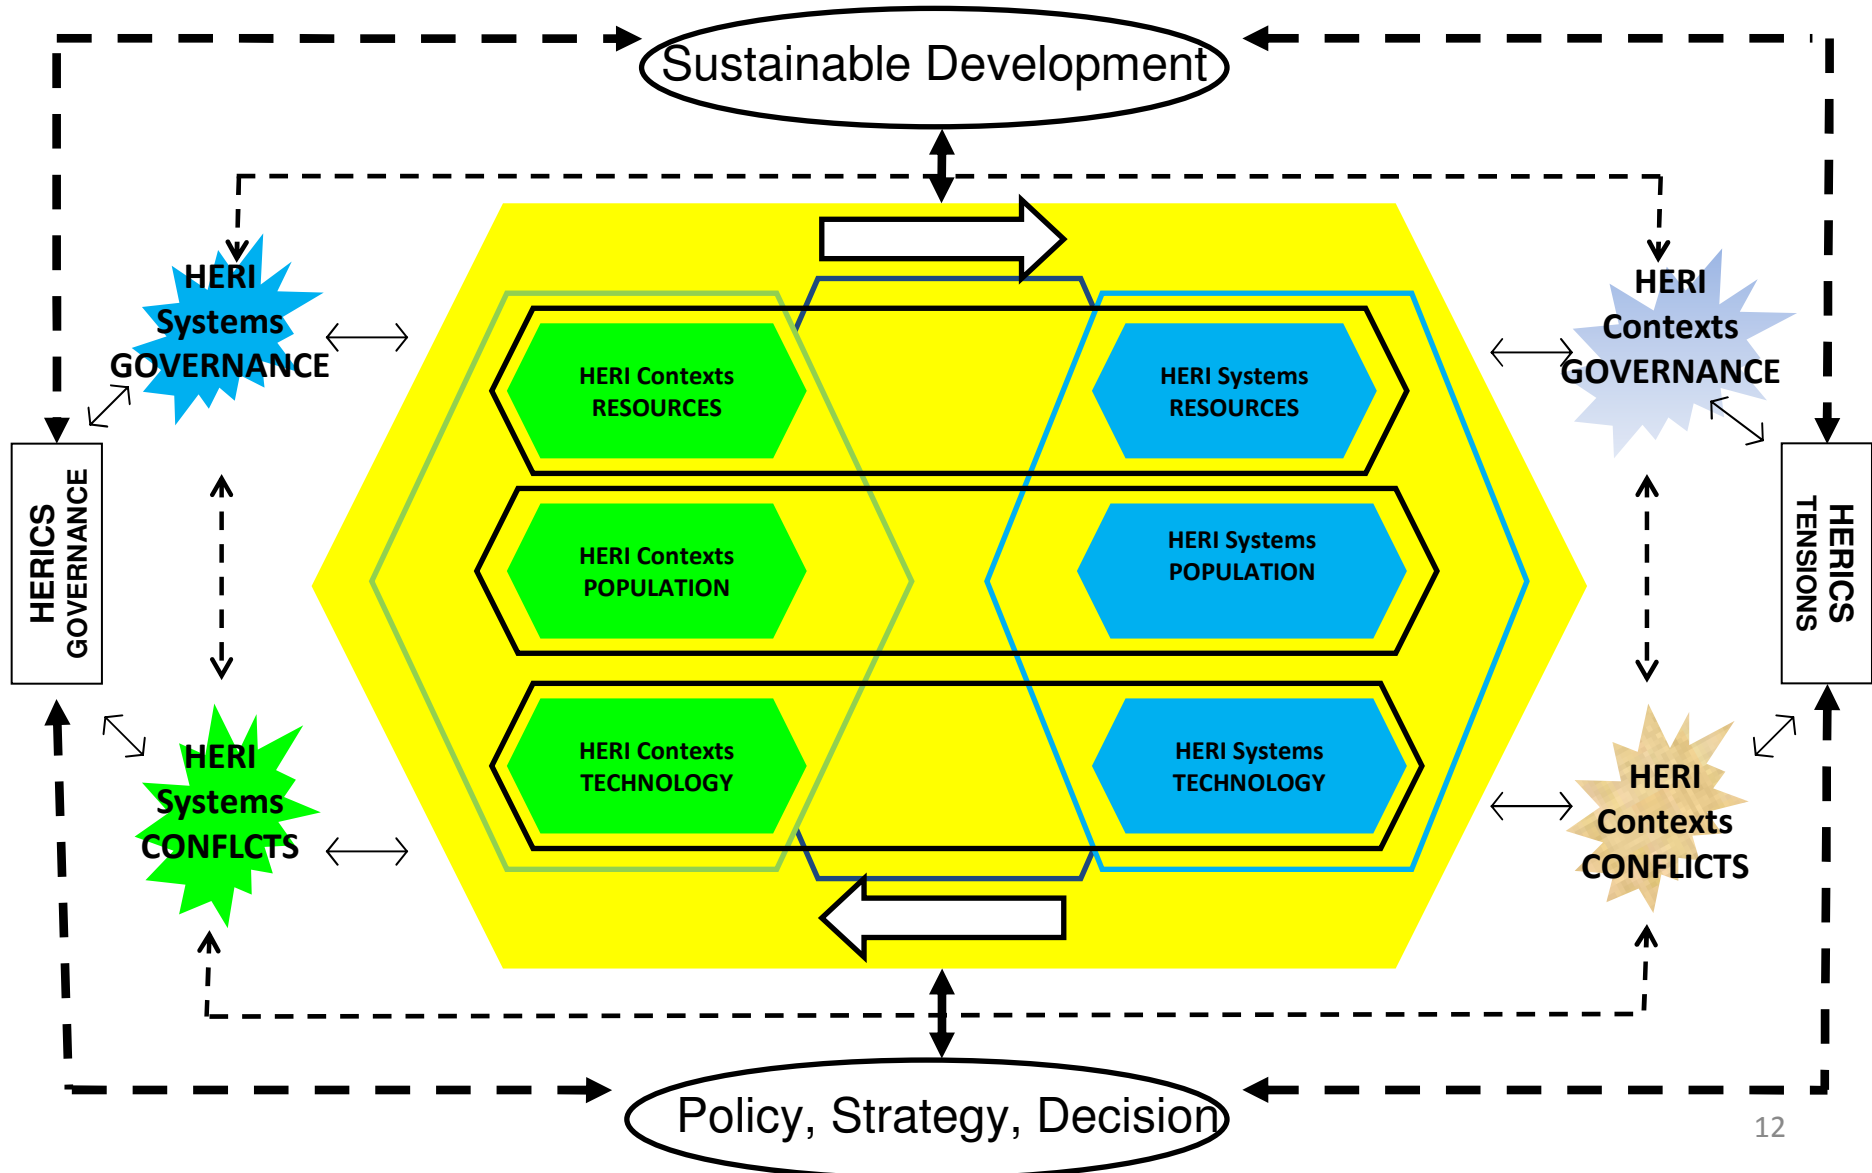 Sustainable Development
HERI
Systems
GOVERNANCE
HERI
Contexts
GOVERNANCE
HERI Contexts
RESOURCES
HERI Systems
RESOURCES
HERICS
GOVERNANCE
HERI Contexts
POPULATION
HERI Systems
POPULATION
HERICS
TENSIONS
HERI
Systems
CONFLCTS
HERI Contexts
TECHNOLOGY
HERI Systems
TECHNOLOGY
HERI
Contexts
CONFLICTS
Policy, Strategy, Decision
12